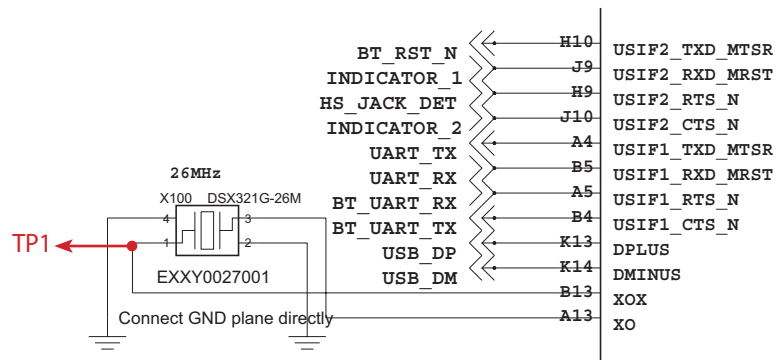 BT_RST_N H10 USIF2_TXD_MTSR
INDICATOR_1 J9 USIF2_RXD_MRST
HS_JACK_DET H9 USIF2_RTS_N
INDICATOR_2 J10 USIF2_CTS_N
UART_TX A4 USIF1_TXD_MTSR
UART_RX B5 USIF1_RXD_MRST
BT_UART_RX A5 USIF1_RTS_N
BT_UART_TX B4 USIF1_CTS_N
USB_DP K13 DPLUS
USB_DM K14 DMINUS
B13 XOX
A13 XO
26MHz
X100 DSX321G-26M
4 3
1 2
TP1
EXXY0027001
Connect GND plane directly